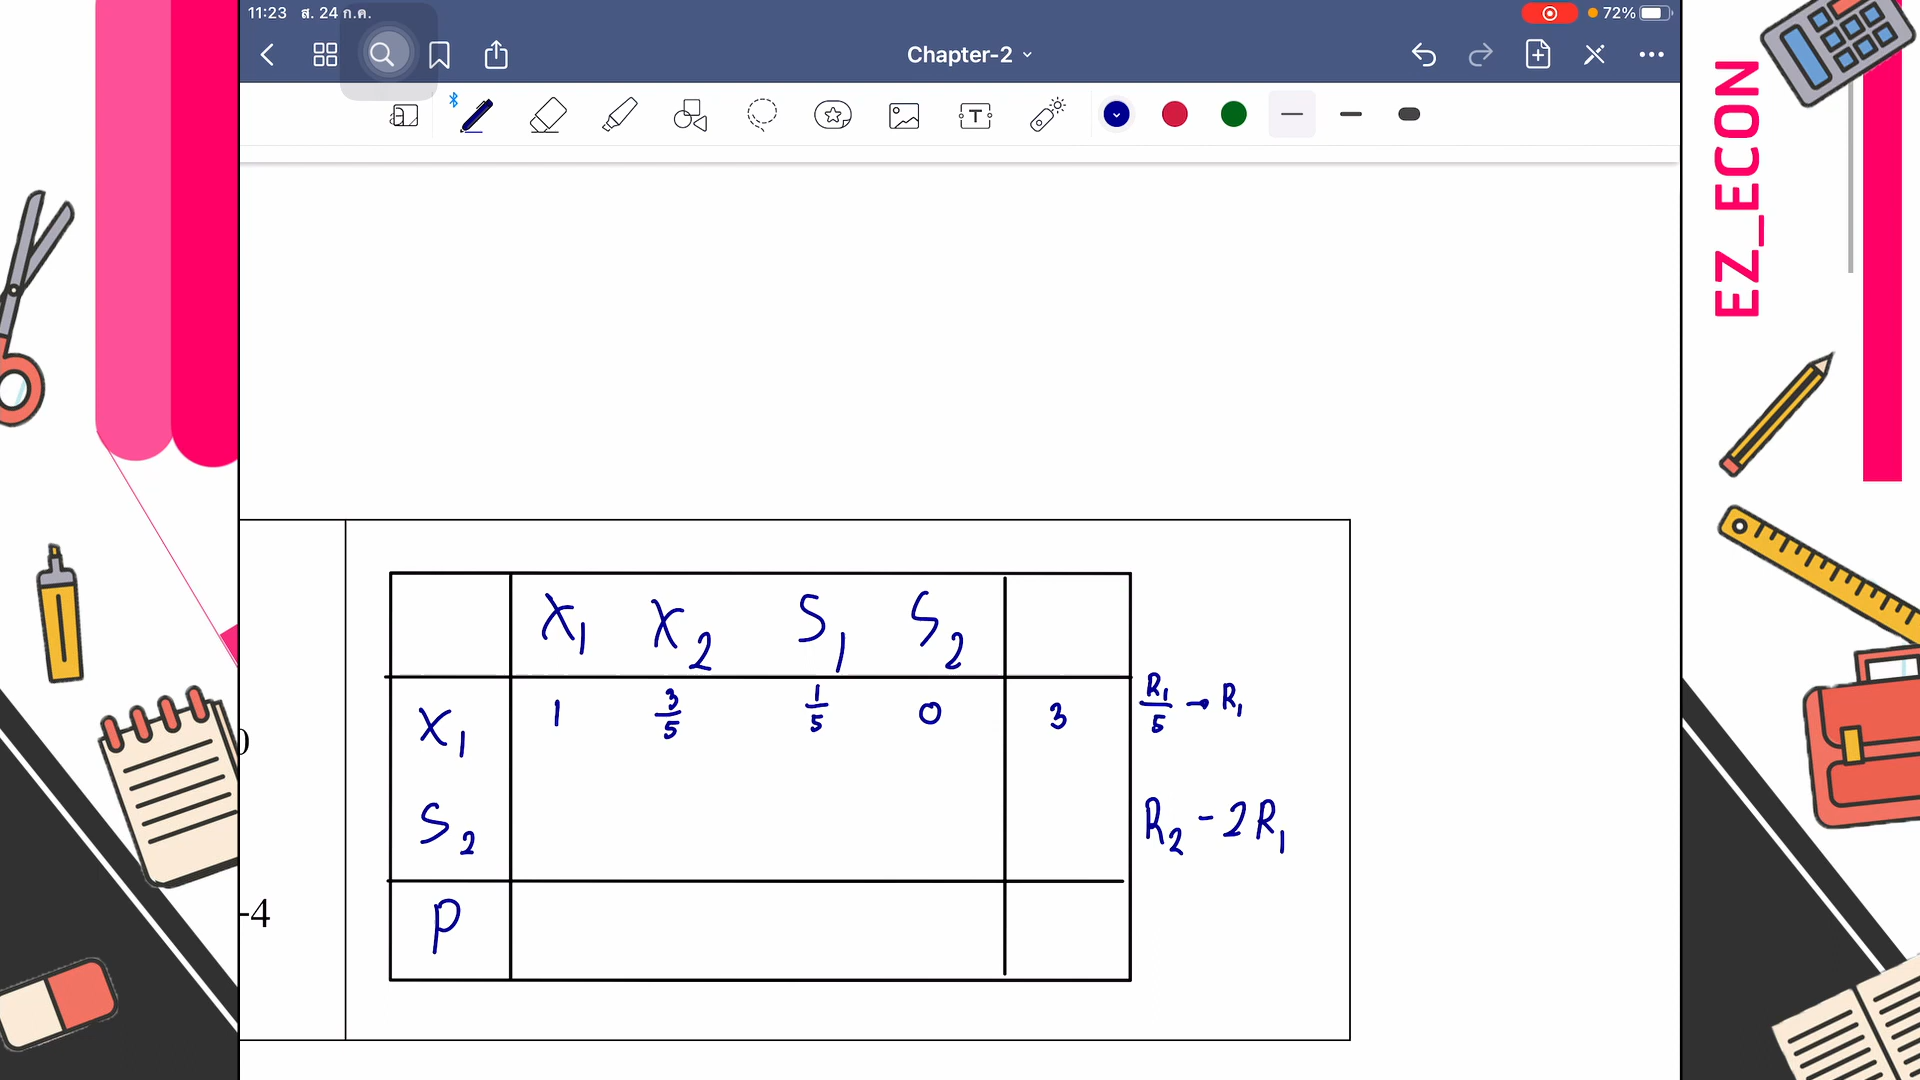 11:23 ส. 24 ก.ค.
72%
Chapter-2
T
EZ_ECON
X1 X2 S1 S2
X1 1 3/5 1/5 0 3 R1/5 → R1
S2 R2 - 2R1
-4
P